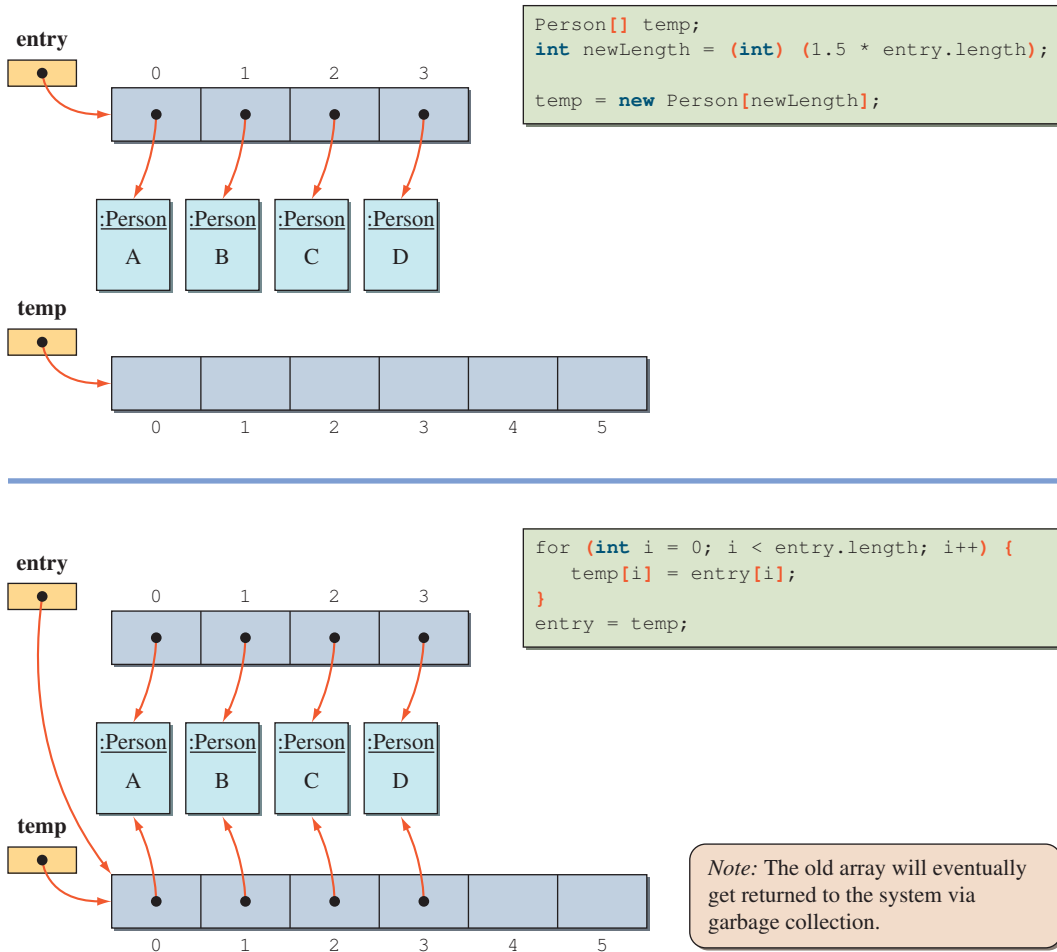 Person[] temp;
int newLength = (int) (1.5 * entry.length);
temp = new Person[newLength];
entry
0 1 2 3
:Person :Person :Person :Person
A B C D
temp
0 1 2 3 4 5
for (int i = 0; i < entry.length; i++) {
temp[i] = entry[i];
}
entry = temp;
entry
0 1 2 3
:Person :Person :Person :Person
A B C D
temp
0 1 2 3 4 5
Note: The old array will eventually
get returned to the system via
garbage collection.